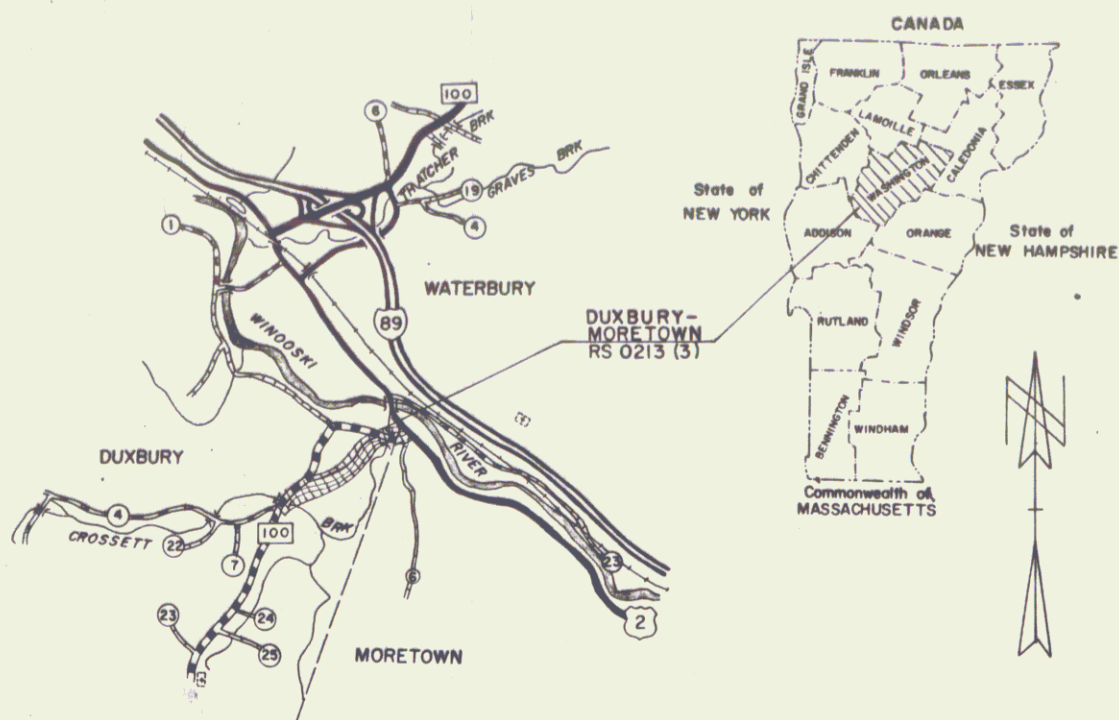 CANADA
GRAND ISLE
FRANKLIN
ORLEANS
ESSEX
LAMOILLE
CHITTENDEN
WASHINGTON
CALEDONIA
State of
NEW YORK
ADDISON
ORANGE
State of
NEW HAMPSHIRE
RUTLAND
WINDSOR
BENNINGTON
WINDHAM
Commonwealth of
MASSACHUSETTS
100
6
BRK
THATCHER
19
GRAVES BRK
4
1
WATERBURY
89
WINOOSKI
RIVER
DUXBURY-
MORETOWN
RS 0213 (3)
DUXBURY
4
CROSSETT
BRK
22
7
100
6
23
24
25
23
2
MORETOWN
N